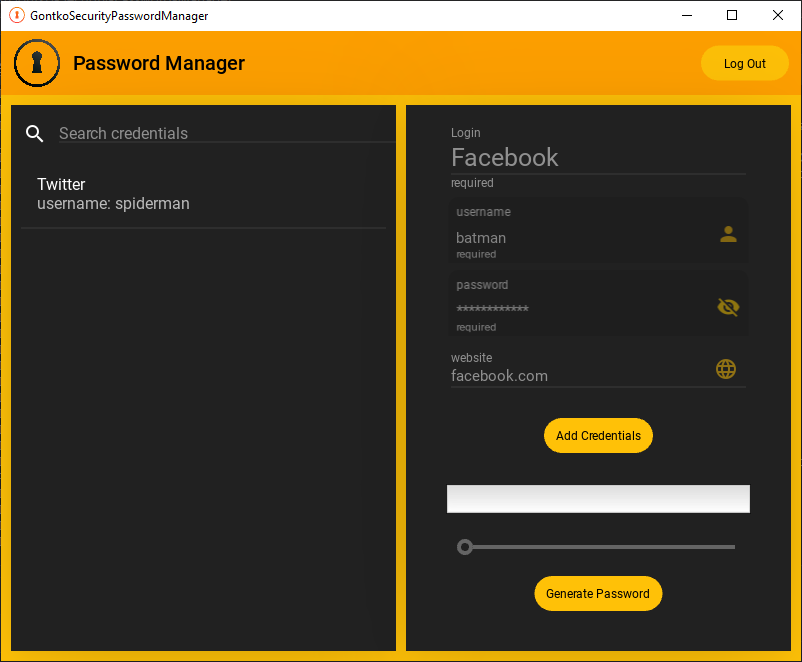 GontkoSecurityPasswordManager
Password Manager
Log Out
Search credentials
Twitter
username: spiderman
Login
Facebook
required
username
batman
required
password
************
required
website
facebook.com
Add Credentials
Generate Password